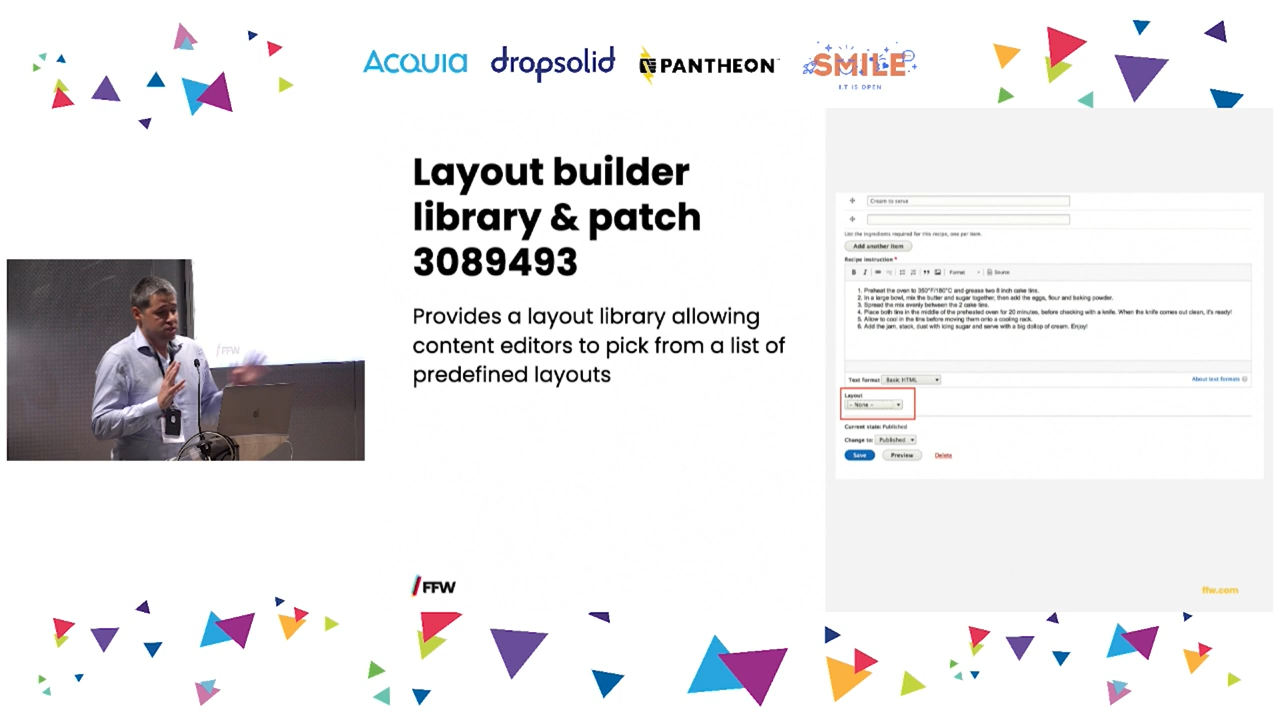 ACQUIA
dropsolid
PANTHEON
SMILE
I.T IS OPEN
Layout builder
library & patch
3089493
Provides a layout library allowing
content editors to pick from a list of
predefined layouts
/FFW
FFW
Cream to serve
List the ingredients required for this recipe, one per item.
Add another item
Recipe instruction *
B I Format Source
1. Preheat the oven to 350°F/180°C and grease two 8 inch cake tins.
2. In a large bowl, mix the butter and sugar together, then add the eggs, flour and baking powder.
3. Spread the mix evenly between the 2 cake tins.
4. Place both tins in the middle of the preheated oven for 20 minutes, before checking with a knife. When the knife comes out clean, it's ready!
5. Allow to cool in the tins before moving them onto a cooling rack.
6. Add the jam, stack, dust with icing sugar and serve with a big dollop of cream. Enjoy!
Text format Basic HTML
About text formats
Layout
- None -
Current state: Published
Change to: Published
Save Preview Delete
ffw.com